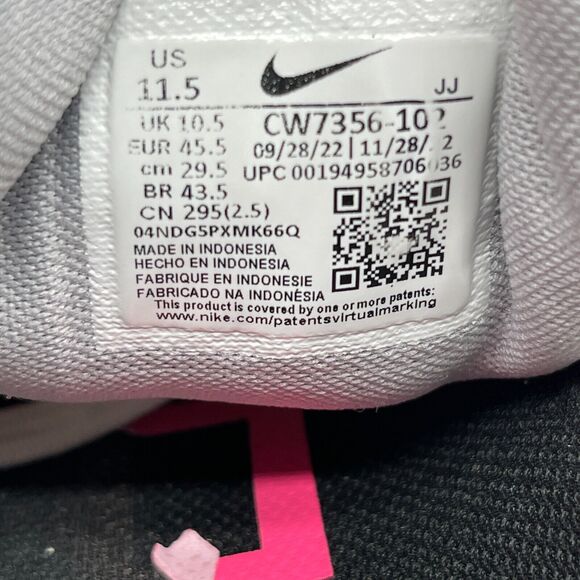 US
11.5
JJ
UK 10.5
EUR 45.5
cm 29.5
BR 43.5
CN 295(2.5)
04NDG5PXMK66Q
CW7356-102
09/28/22 | 11/28/
UPC 00194958706036
MADE IN INDONESIA
HECHO EN INDONESIA
FABRIQUE EN INDONESIE
FABRICADO NA INDONÉSIA
This product is covered by one or more patents:
www.nike.com/patentsvirtualmarking